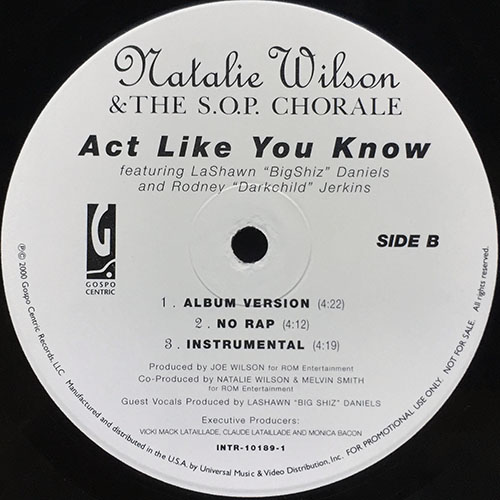 Natalie Wilson
& THE S.O.P. CHORALE
Act Like You Know
featuring LaShawn "BigShiz" Daniels
and Rodney "Darkchild" Jerkins
G
GOSPO
CENTRIC
SIDE B
1. ALBUM VERSION (4:22)
2. NO RAP (4:12)
3. INSTRUMENTAL (4:19)
Produced by JOE WILSON for ROM Entertainment
Co-Produced by NATALIE WILSON & MELVIN SMITH
for ROM Entertainment
Guest Vocals Produced by LASHAWN "BIG SHIZ" DANIELS
Executive Producers:
VICKI MACK LATAILLADE, CLAUDE LATAILLADE AND MONICA BACON
INTR-10189-1
℗© 2000 Gospo Centric Records, LLC Manufactured and distributed in the U.S.A. by Universal Music & Video Distribution, Inc. FOR PROMOTIONAL USE ONLY. NOT FOR SALE. All rights reserved.